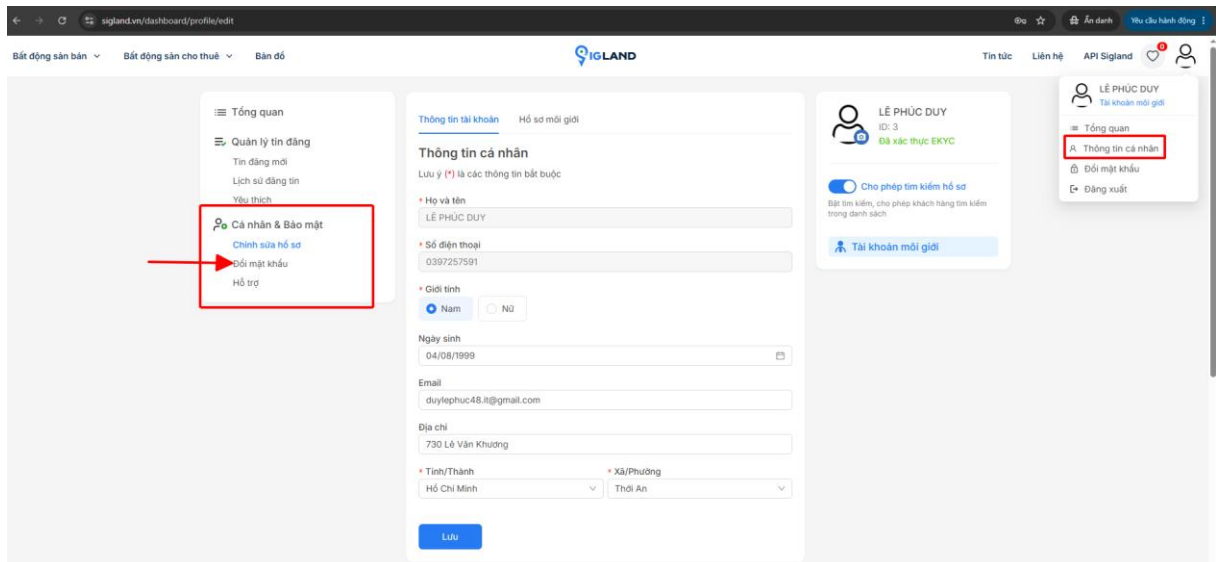 sigland.vn/dashboard/profile/edit
Ẩn danh
Yêu cầu hành động
Bất động sản bán
Bất động sản cho thuê
Bản đồ
SIGLAND
Tin tức
Liên hệ
API Sigland
0
LÊ PHÚC DUY
Tài khoản môi giới
Tổng quan
Thông tin cá nhân
Đổi mật khẩu
Đăng xuất
Tổng quan
Quản lý tin đăng
Tin đăng mới
Lịch sử đăng tin
Yêu thích
Cá nhân & Bảo mật
Chỉnh sửa hồ sơ
Đổi mật khẩu
Hỗ trợ
Thông tin tài khoản
Hồ sơ môi giới
Thông tin cá nhân
Lưu ý (*) là các thông tin bắt buộc
* Họ và tên
LÊ PHÚC DUY
* Số điện thoại
0397257591
* Giới tính
Nam
Nữ
Ngày sinh
04/08/1999
Email
duylephuc48.it@gmail.com
Địa chỉ
730 Lê Văn Khương
* Tỉnh/Thành
* Xã/Phường
Hồ Chí Minh
Thới An
Lưu
LÊ PHÚC DUY
ID: 3
Đã xác thực EKYC
Cho phép tìm kiếm hồ sơ
Bật tìm kiếm, cho phép khách hàng tìm kiếm
trong danh sách
Tài khoản môi giới